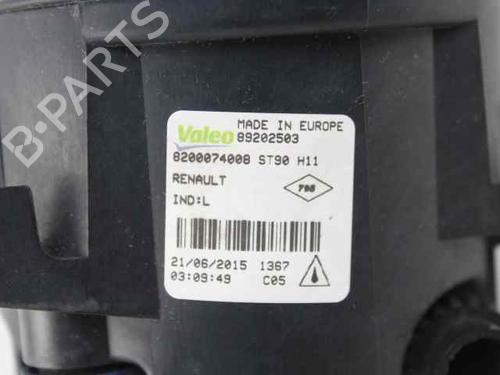 B-PARTS
Valeo MADE IN EUROPE
89202503
8200074008 ST90 H11
RENAULT
IND:L
21/06/2015 1367
03:09:49 C05